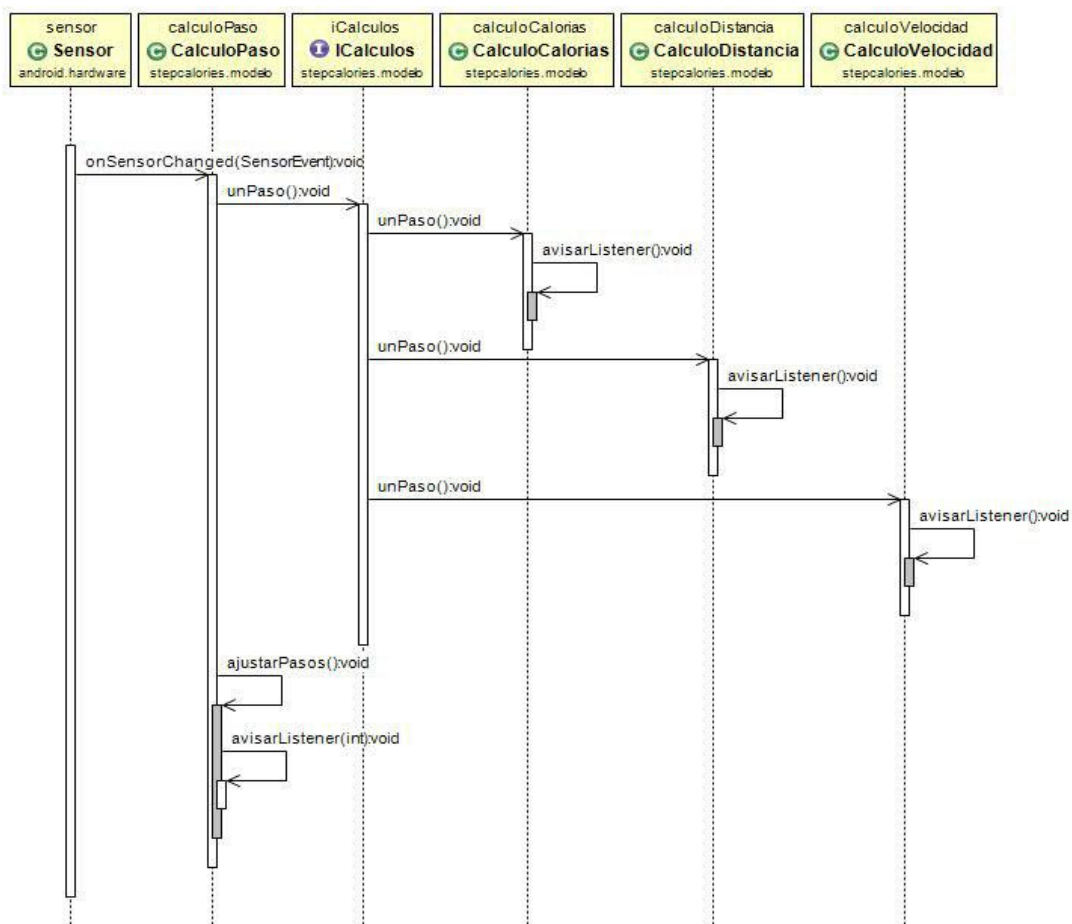 sensor
C Sensor
android.hardware
calculoPaso
C CalculoPaso
stepcalories.modelo
iCalculos
I ICalculos
stepcalories.modelo
calculoCalorias
C CalculoCalorias
stepcalories.modelo
calculoDistancia
C CalculoDistancia
stepcalories.modelo
calculoVelocidad
C CalculoVelocidad
stepcalories.modelo
onSensorChanged(SensorEvent):void
unPaso():void
unPaso():void
avisarListener():void
unPaso():void
avisarListener():void
unPaso():void
avisarListener():void
ajustarPasos():void
avisarListener(int):void